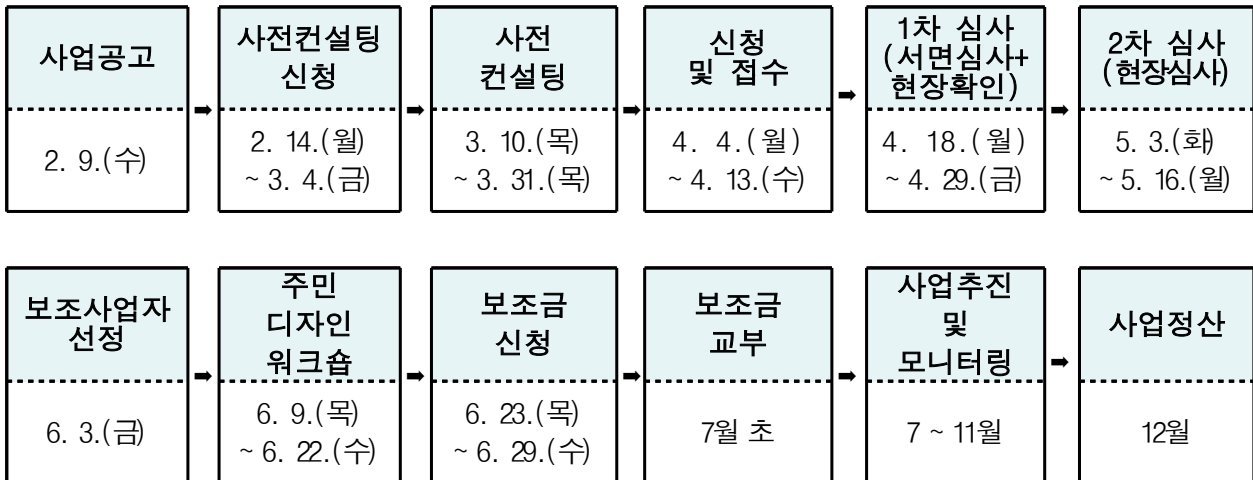 사업공고
2. 9.(수)
사전컨설팅
신청
2. 14.(월)
~ 3. 4.(금)
사전
컨설팅
3. 10.(목)
~ 3. 31.(목)
신청
및 접수
4. 4.(월)
~ 4. 13.(수)
1차 심사
(서면심사+
현장확인)
4. 18.(월)
~ 4. 29.(금)
2차 심사
(현장심사)
5. 3.(화)
~ 5. 16.(월)
보조사업자
선정
6. 3.(금)
주민
디자인
워크숍
6. 9.(목)
~ 6. 22.(수)
보조금
신청
6. 23.(목)
~ 6. 29.(수)
보조금
교부
7월 초
사업추진
및
모니터링
7 ~ 11월
사업정산
12월